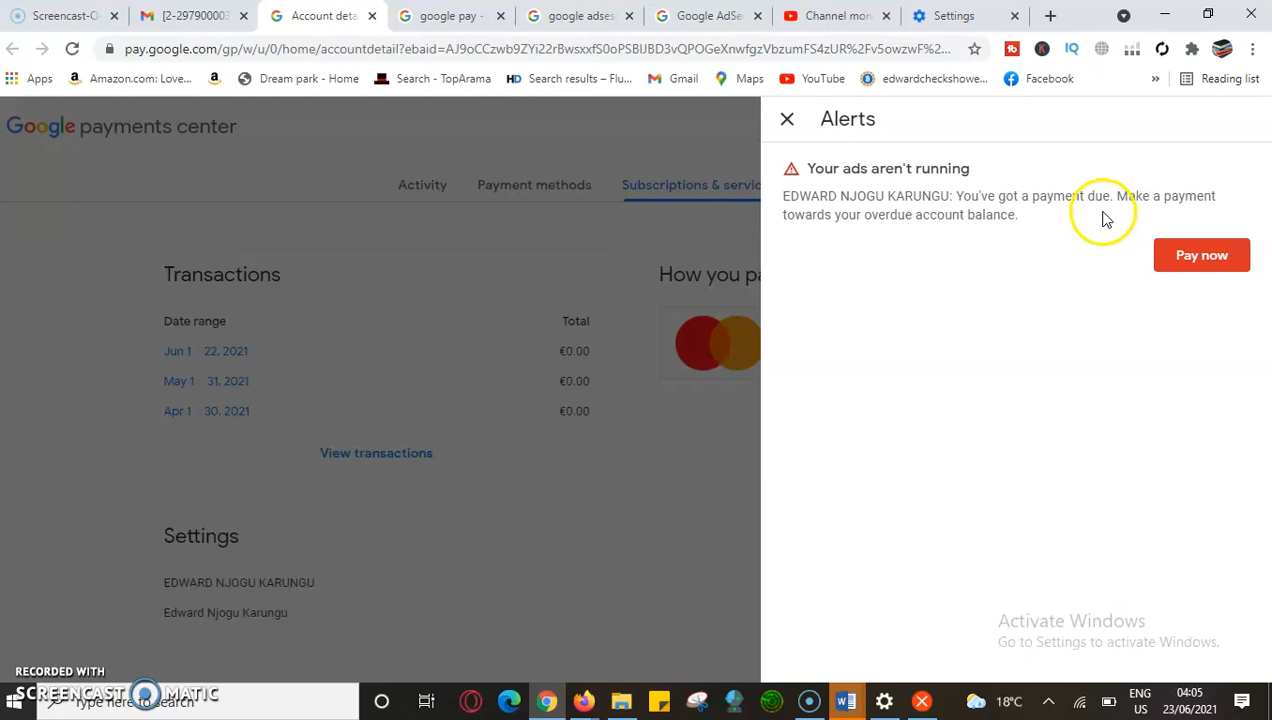 Screencast-O
[2-297900003
Account deta
google pay -
google adses
Google AdSe
Channel mon
Settings
pay.google.com/gp/w/u/0/home/accountdetail?ebaid=AJ9oCCzwb9ZYi22rBwsxxfS0oPSBIJBD3vQPOGeXnwfgzVbzumFS4zUR%2Fv5owzwF%2...
Apps
Amazon.com: Love...
Dream park - Home
Search - TopArama
Search results – Flu...
Gmail
Maps
YouTube
edwardcheckshowe...
Facebook
»
Reading list
Google payments center
Alerts
Your ads aren't running
EDWARD NJOGU KARUNGU: You've got a payment due. Make a payment
towards your overdue account balance.
Pay now
Activity
Payment methods
Subscriptions & servic
Transactions
How you pa
Date range
Total
Jun 1 22, 2021
€0.00
May 1 31, 2021
€0.00
Apr 1 30, 2021
€0.00
View transactions
Settings
EDWARD NJOGU KARUNGU
Edward Njogu Karungu
Activate Windows
Go to Settings to activate Windows.
RECORDED WITH
SCREENCAST MATIC
Type here to search
18°C
ENG
US
04:05
23/06/2021